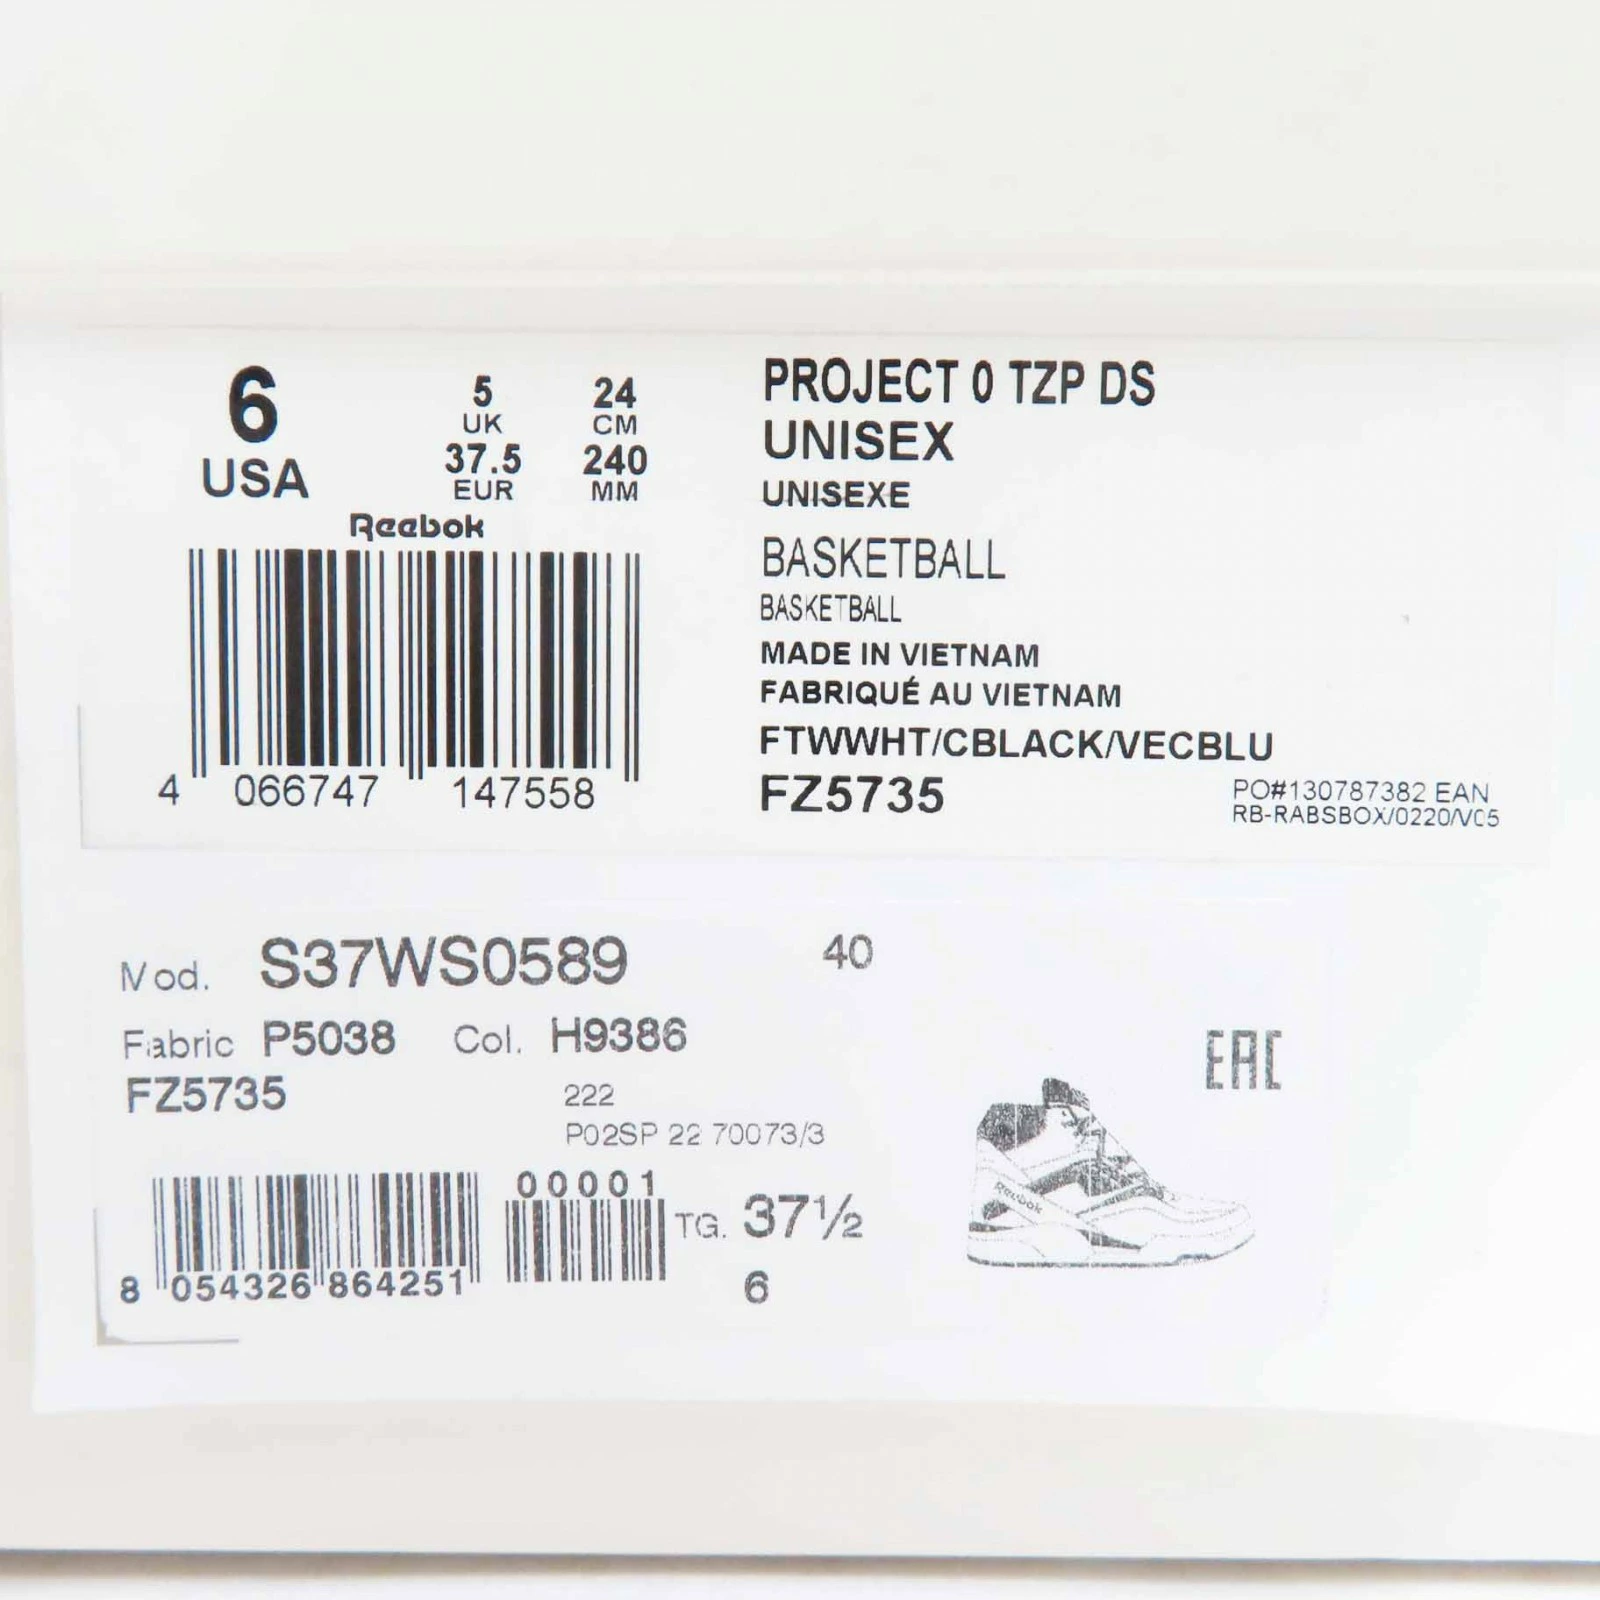 6
USA
5
UK
37.5
EUR
24
CM
240
MM
Reebok
4 066747 147558
PROJECT 0 TZP DS
UNISEX
UNISEXE
BASKETBALL
BASKETBALL
MADE IN VIETNAM
FABRIQUÉ AU VIETNAM
FTWWHT/CBLACK/VECBLU
FZ5735
PO#130787382 EAN
RB-RABSBOX/0220/V05
Mod. S37WS0589 40
Fabric P5038 Col. H9386
FZ5735
222
P02SP 22 70073/3
00001
8 054326 864251
TG. 37½
6
EAC
Reebok